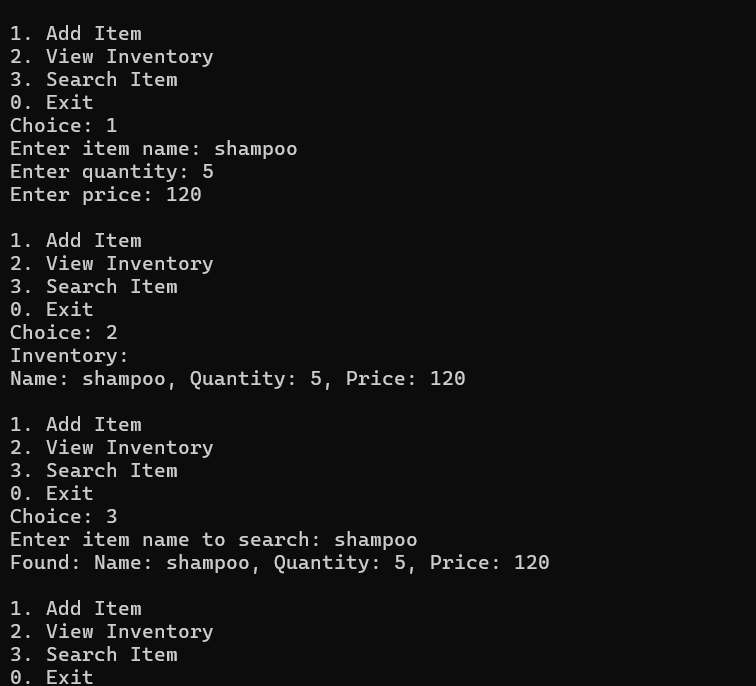 1. Add Item
2. View Inventory
3. Search Item
0. Exit
Choice: 1
Enter item name: shampoo
Enter quantity: 5
Enter price: 120

1. Add Item
2. View Inventory
3. Search Item
0. Exit
Choice: 2
Inventory:
Name: shampoo, Quantity: 5, Price: 120

1. Add Item
2. View Inventory
3. Search Item
0. Exit
Choice: 3
Enter item name to search: shampoo
Found: Name: shampoo, Quantity: 5, Price: 120

1. Add Item
2. View Inventory
3. Search Item
0. Exit